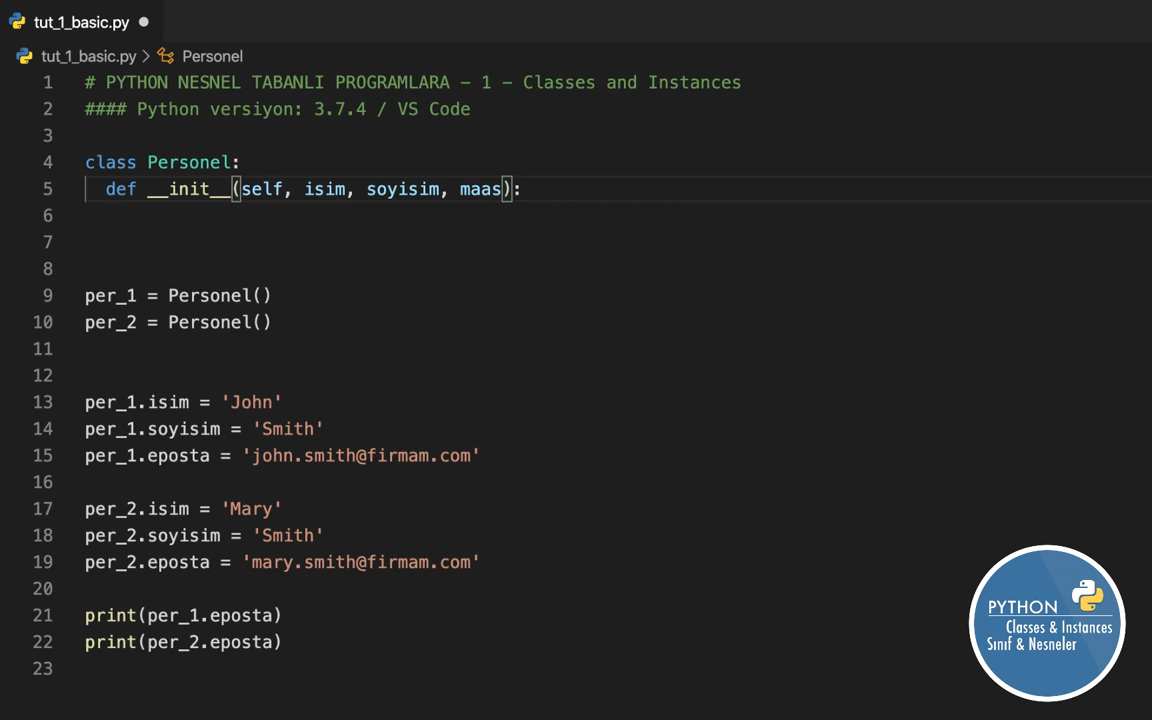 tut_1_basic.py
tut_1_basic.py > Personel
1 # PYTHON NESNEL TABANLI PROGRAMLARA - 1 - Classes and Instances
2 #### Python versiyon: 3.7.4 / VS Code
3
4 class Personel:
5 def __init__(self, isim, soyisim, maas):
6
7
8
9 per_1 = Personel()
10 per_2 = Personel()
11
12
13 per_1.isim = 'John'
14 per_1.soyisim = 'Smith'
15 per_1.eposta = 'john.smith@firmam.com'
16
17 per_2.isim = 'Mary'
18 per_2.soyisim = 'Smith'
19 per_2.eposta = 'mary.smith@firmam.com'
20
21 print(per_1.eposta)
22 print(per_2.eposta)
23
PYTHON
Classes & Instances
Sınıf & Nesneler